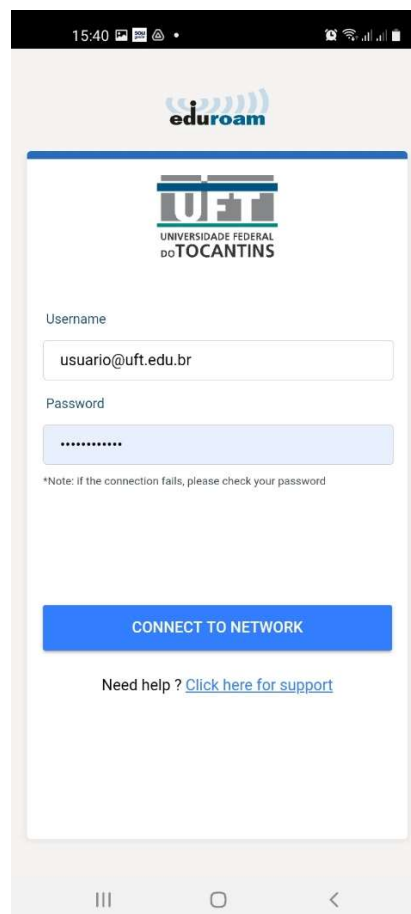 15:40
eduroam
UFT
UNIVERSIDADE FEDERAL
DO TOCANTINS
Username
usuario@uft.edu.br
Password
••••••••••••
*Note: if the connection fails, please check your password
CONNECT TO NETWORK
Need help ? Click here for support